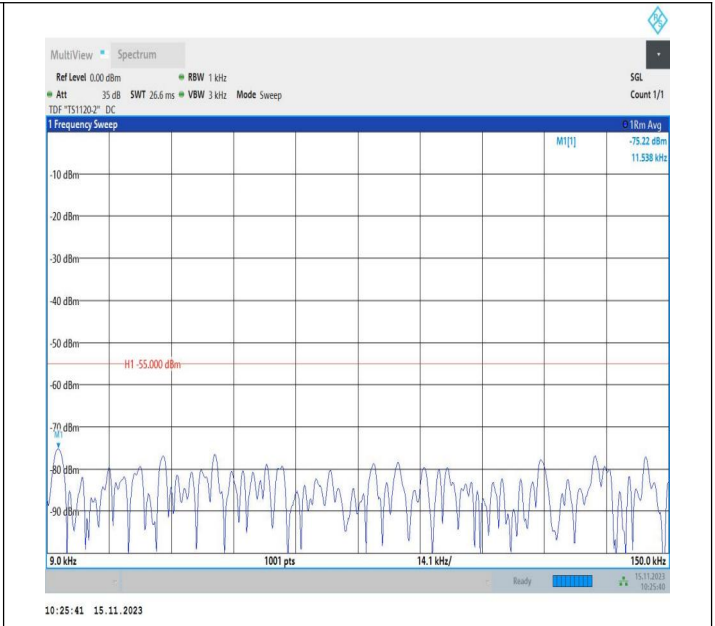 MultiView Spectrum
Ref Level 0.00 dBm RBW 1 kHz SGL
Att 35 dB SWT 26.6 ms VBW 3 kHz Mode Sweep Count 1/1
TDF "TS1120-2" DC
1 Frequency Sweep 1Rm Avg
M1[1] -75.22 dBm
11.538 kHz
-10 dBm
-20 dBm
-30 dBm
-40 dBm
-50 dBm
H1 -55.000 dBm
-60 dBm
-70 dBm
M1
-80 dBm
-90 dBm
9.0 kHz 1001 pts 14.1 kHz/ 150.0 kHz
Ready 15.11.2023
10:25:40
10:25:41 15.11.2023